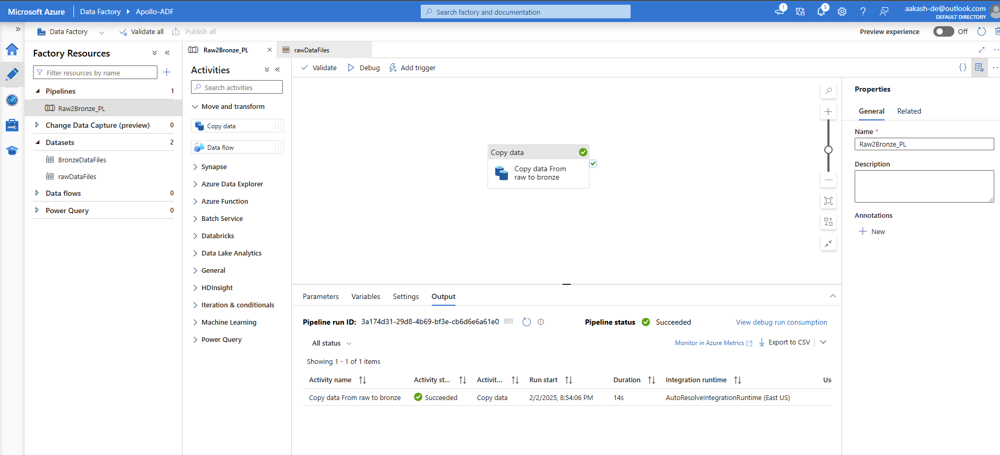 Microsoft Azure
Data Factory
Apollo-ADF
Search factory and documentation
1
5
aakash-de@outlook.com
DEFAULT DIRECTORY
Data Factory
Validate all
Publish all
Preview experience
Off
Factory Resources
Filter resources by name
Pipelines 1
Raw2Bronze_PL
Change Data Capture (preview) 0
Datasets 2
BronzeDataFiles
rawDataFiles
Data flows 0
Power Query 0
Raw2Bronze_PL
rawDataFiles
Activities
Search activities
Move and transform
Copy data
Data flow
Synapse
Azure Data Explorer
Azure Function
Batch Service
Databricks
Data Lake Analytics
General
HDInsight
Iteration & conditionals
Machine Learning
Power Query
Validate
Debug
Add trigger
{}
Copy data
Copy data From
raw to bronze
Parameters Variables Settings Output
Pipeline run ID: 3a174d31-29d8-4b69-bf3e-cb6d6e6a61e0
Pipeline status Succeeded
View debug run consumption
All status
Monitor in Azure Metrics
Export to CSV
Showing 1 - 1 of 1 items
Activity name Activity st... Activit... Run start Duration Integration runtime Us
Copy data From raw to bronze Succeeded Copy data 2/2/2025, 8:54:06 PM 14s AutoResolveIntegrationRuntime (East US)
Properties
General Related
Name *
Raw2Bronze_PL
Description
Annotations
New